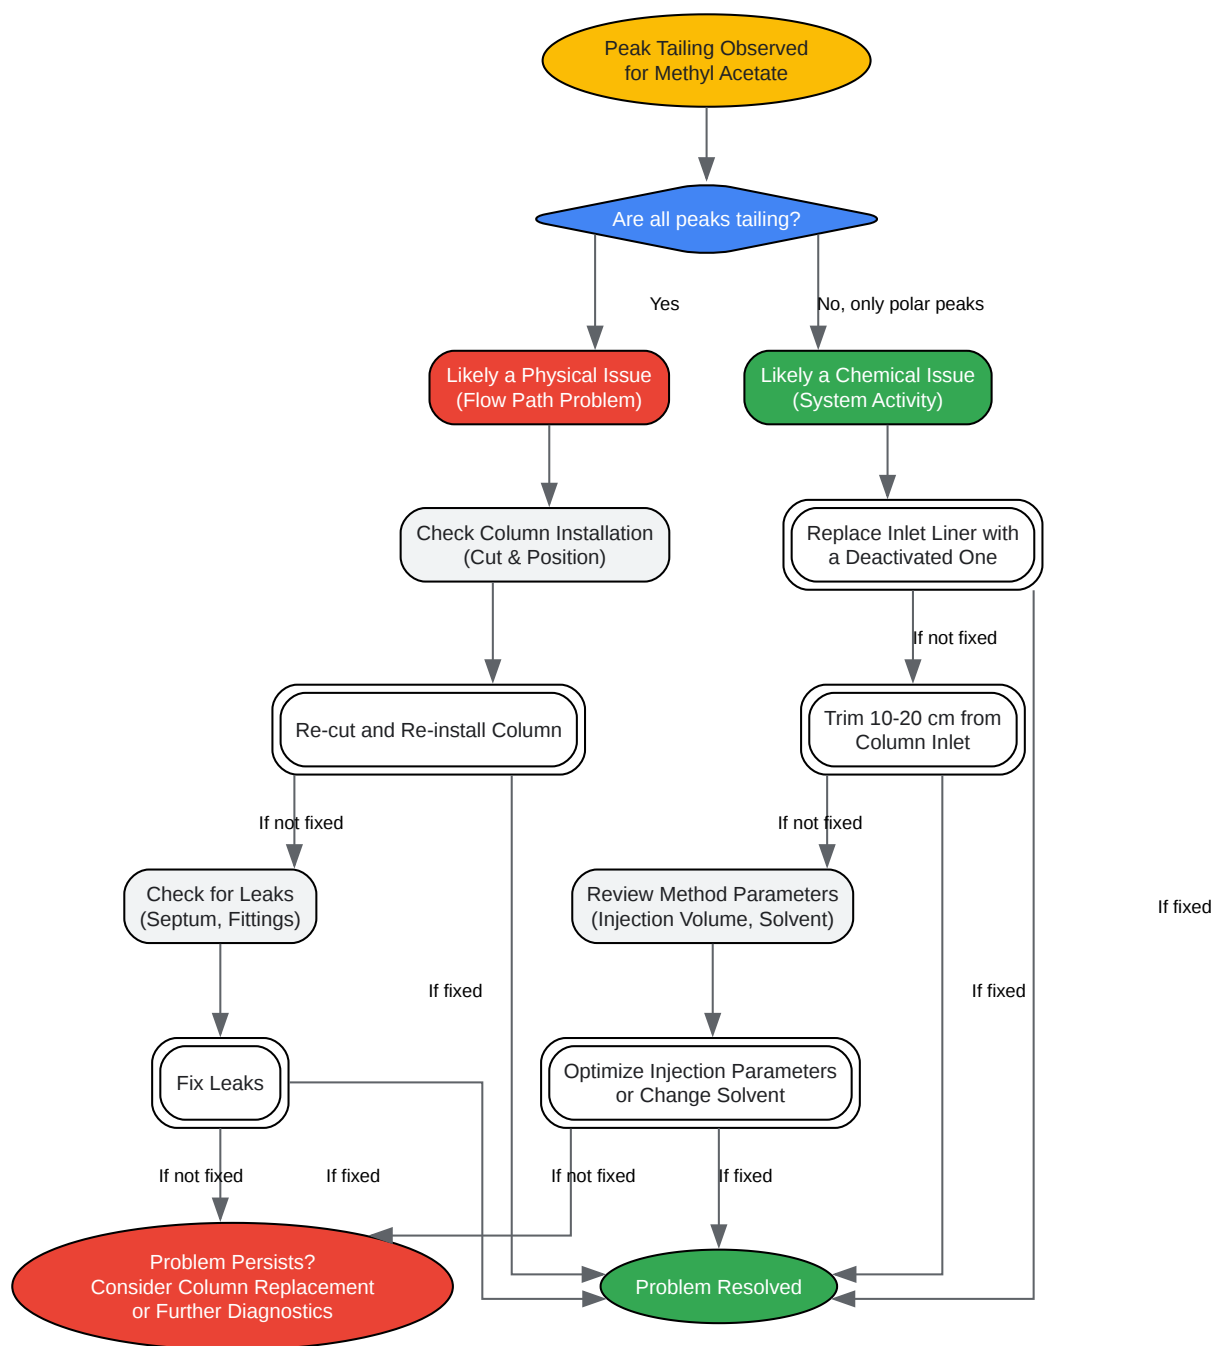 Peak Tailing Observed
for Methyl Acetate
Are all peaks tailing?
Yes
No, only polar peaks
Likely a Physical Issue
(Flow Path Problem)
Likely a Chemical Issue
(System Activity)
Check Column Installation
(Cut & Position)
Replace Inlet Liner with
a Deactivated One
If not fixed
Re-cut and Re-install Column
Trim 10-20 cm from
Column Inlet
If not fixed
If not fixed
Check for Leaks
(Septum, Fittings)
Review Method Parameters
(Injection Volume, Solvent)
If fixed
If fixed
If fixed
Fix Leaks
Optimize Injection Parameters
or Change Solvent
If not fixed
If fixed
If not fixed
If fixed
Problem Persists?
Consider Column Replacement
or Further Diagnostics
Problem Resolved